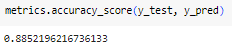 metrics.accuracy_score(y_test, y_pred)
0.8852196216736133